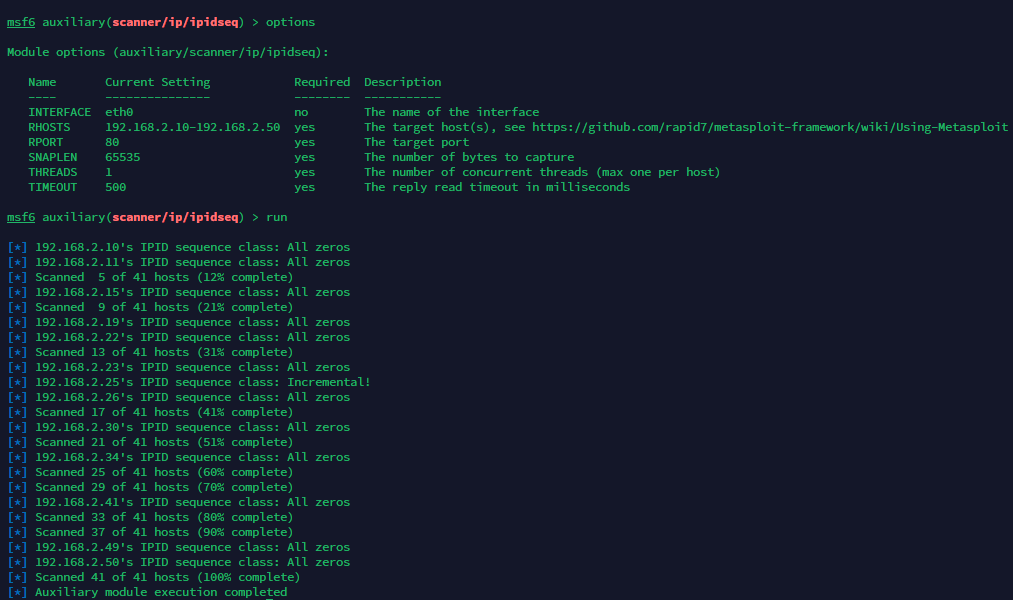 msf6 auxiliary(scanner/ip/ipidseq) > options
Module options (auxiliary/scanner/ip/ipidseq):
Name Current Setting Required Description
---- --------------- -------- -----------
INTERFACE eth0 no The name of the interface
RHOSTS 192.168.2.10-192.168.2.50 yes The target host(s), see https://github.com/rapid7/metasploit-framework/wiki/Using-Metasploit
RPORT 80 yes The target port
SNAPLEN 65535 yes The number of bytes to capture
THREADS 1 yes The number of concurrent threads (max one per host)
TIMEOUT 500 yes The reply read timeout in milliseconds
msf6 auxiliary(scanner/ip/ipidseq) > run
[*] 192.168.2.10's IPID sequence class: All zeros
[*] 192.168.2.11's IPID sequence class: All zeros
[*] Scanned  5 of 41 hosts (12% complete)
[*] 192.168.2.15's IPID sequence class: All zeros
[*] Scanned  9 of 41 hosts (21% complete)
[*] 192.168.2.19's IPID sequence class: All zeros
[*] 192.168.2.22's IPID sequence class: All zeros
[*] Scanned 13 of 41 hosts (31% complete)
[*] 192.168.2.23's IPID sequence class: All zeros
[*] 192.168.2.25's IPID sequence class: Incremental!
[*] 192.168.2.26's IPID sequence class: All zeros
[*] Scanned 17 of 41 hosts (41% complete)
[*] 192.168.2.30's IPID sequence class: All zeros
[*] Scanned 21 of 41 hosts (51% complete)
[*] 192.168.2.34's IPID sequence class: All zeros
[*] Scanned 25 of 41 hosts (60% complete)
[*] Scanned 29 of 41 hosts (70% complete)
[*] 192.168.2.41's IPID sequence class: All zeros
[*] Scanned 33 of 41 hosts (80% complete)
[*] Scanned 37 of 41 hosts (90% complete)
[*] 192.168.2.49's IPID sequence class: All zeros
[*] 192.168.2.50's IPID sequence class: All zeros
[*] Scanned 41 of 41 hosts (100% complete)
[*] Auxiliary module execution completed